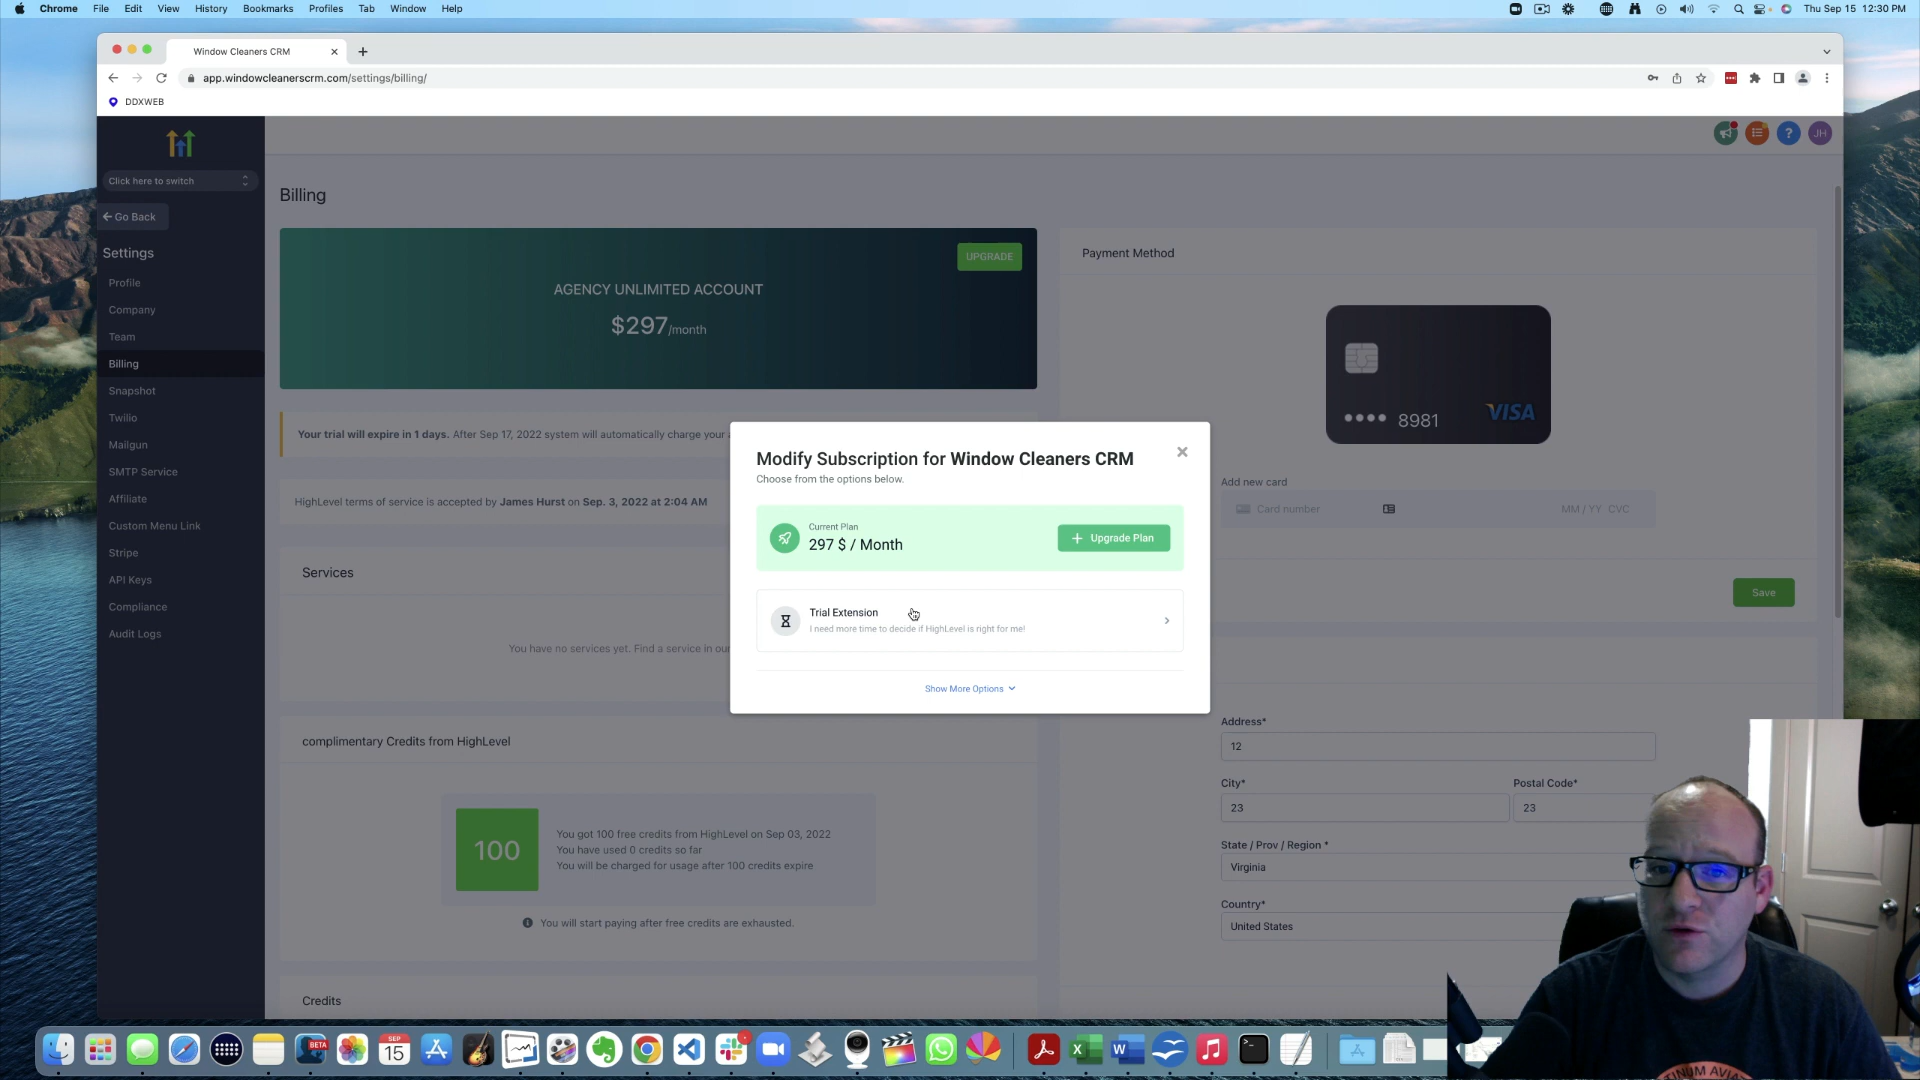 Chrome File Edit View History Bookmarks Profiles Tab Window Help
Thu Sep 15 12:30 PM
Window Cleaners CRM
app.windowcleanerscrm.com/settings/billing/
DDXWEB
Click here to switch
Go Back
Settings
Profile
Company
Team
Billing
Snapshot
Twilio
Mailgun
SMTP Service
Affiliate
Custom Menu Link
Stripe
API Keys
Compliance
Audit Logs
JH
Billing
UPGRADE
AGENCY UNLIMITED ACCOUNT
$297/month
Your trial will expire in 1 days. After Sep 17, 2022 system will automatically charge your
HighLevel terms of service is accepted by James Hurst on Sep. 3, 2022 at 2:04 AM
Services
You have no services yet. Find a service in our
complimentary Credits from HighLevel
100
You got 100 free credits from HighLevel on Sep 03, 2022
You have used 0 credits so far
You will be charged for usage after 100 credits expire
You will start paying after free credits are exhausted.
Credits
Modify Subscription for Window Cleaners CRM
Choose from the options below.
Current Plan
297 $ / Month
Upgrade Plan
Trial Extension
I need more time to decide if HighLevel is right for me!
Show More Options
Payment Method
8981 VISA
Add new card
Card number
MM / YY CVC
Save
Address*
12
City*
23
Postal Code*
23
State / Prov / Region *
Virginia
Country*
United States
BETA
SEP
15